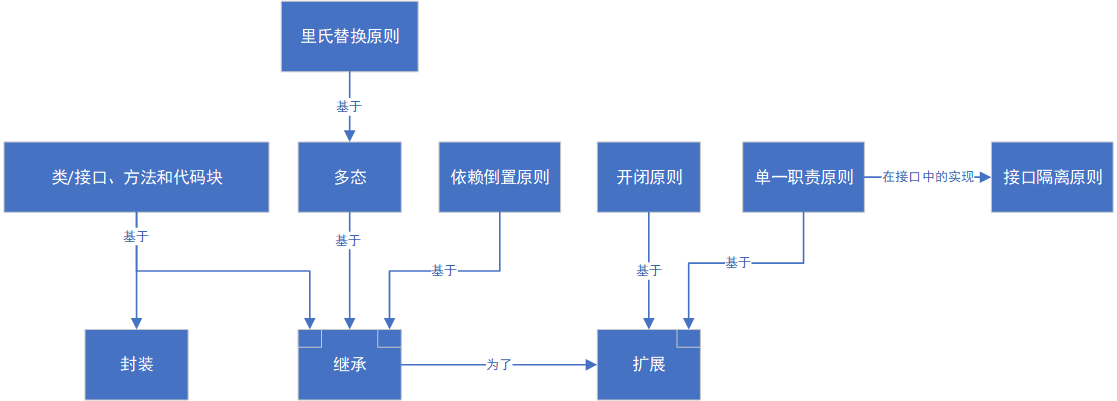 里氏替换原则
基于
类/接口、方法和代码块
多态
依赖倒置原则
开闭原则
单一职责原则
在接口中的实现
接口隔离原则
基于
基于
基于
基于
基于
封装
继承
为了
扩展